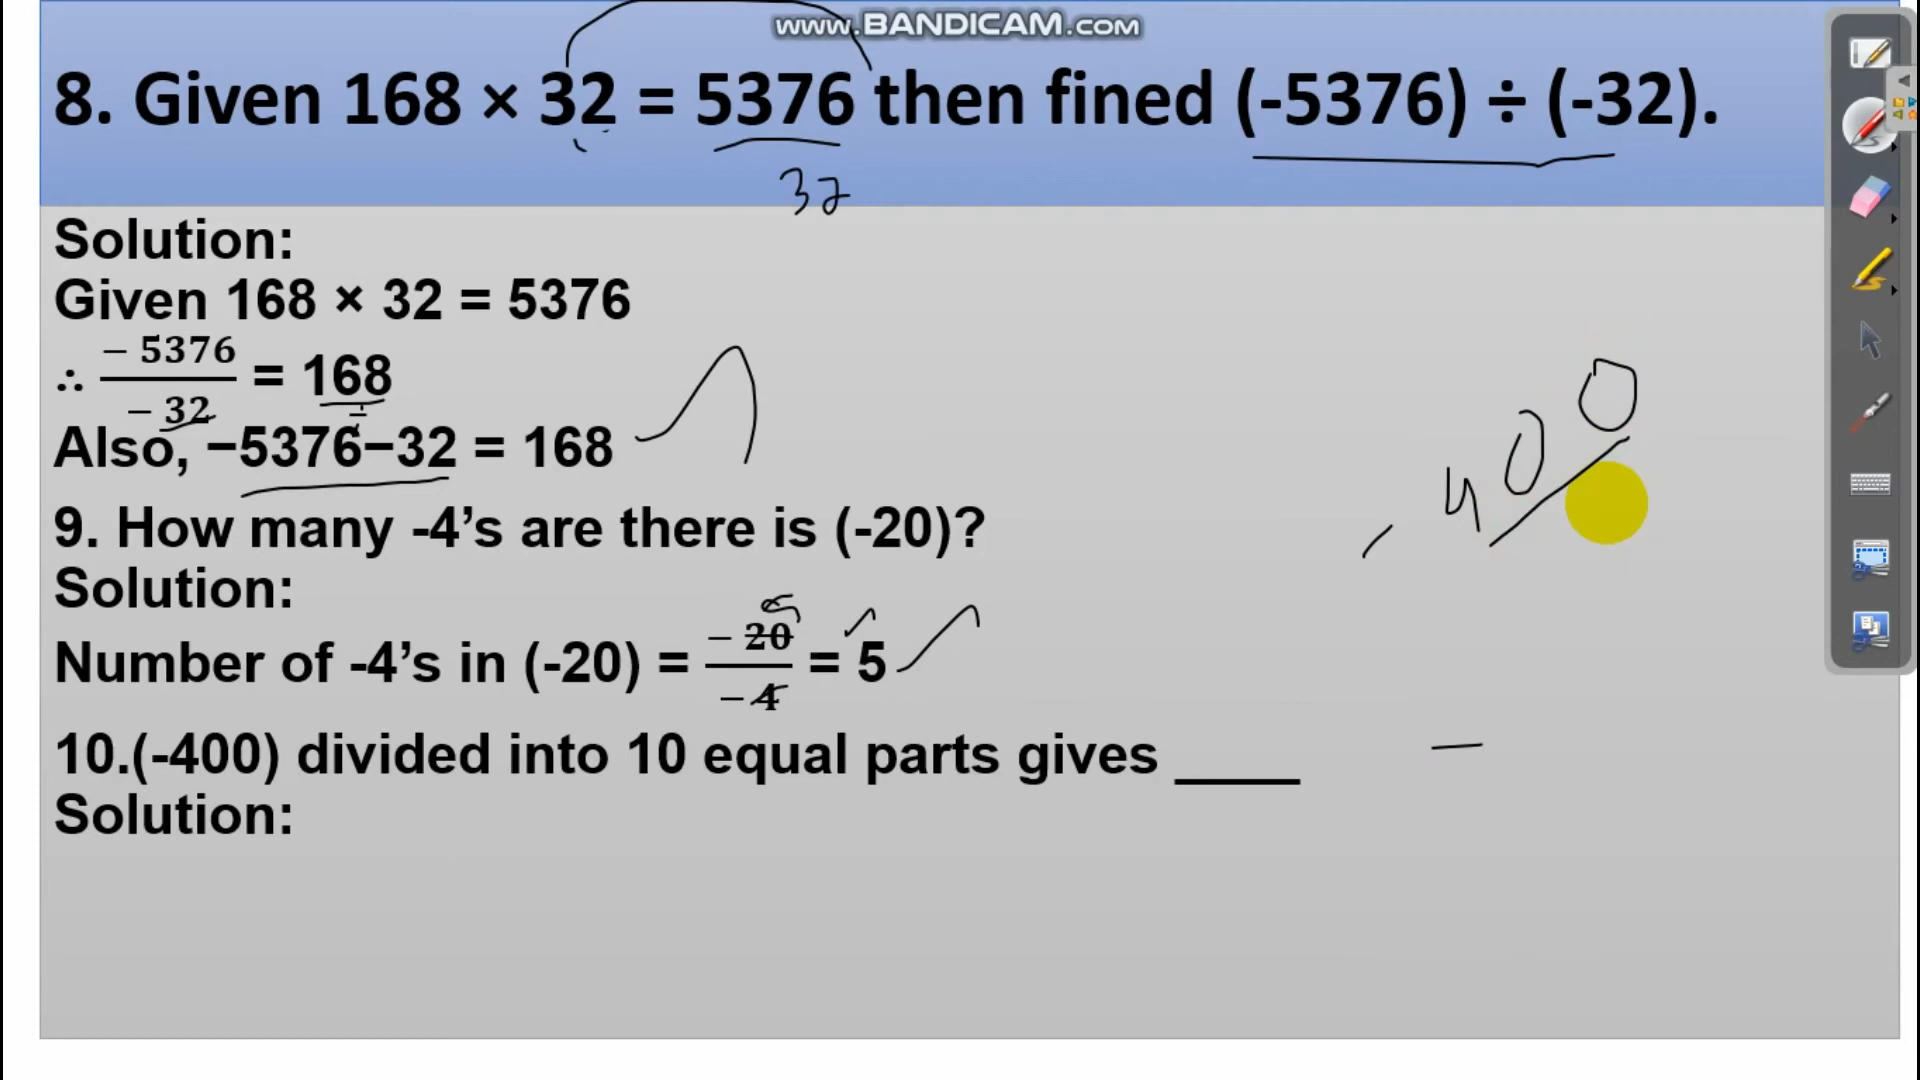 www.BANDICAM.com
8. Given 168 × 32 = 5376 then fined (-5376) ÷ (-32).
32
Solution:
Given 168 × 32 = 5376
∴ − 5376 / − 32 = 168
÷
Also, −5376−32 = 168
- 400
9. How many -4’s are there is (-20)?
Solution:
5
Number of -4’s in (-20) = − 20 / − 4 = 5
10.(-400) divided into 10 equal parts gives ____ –
Solution: